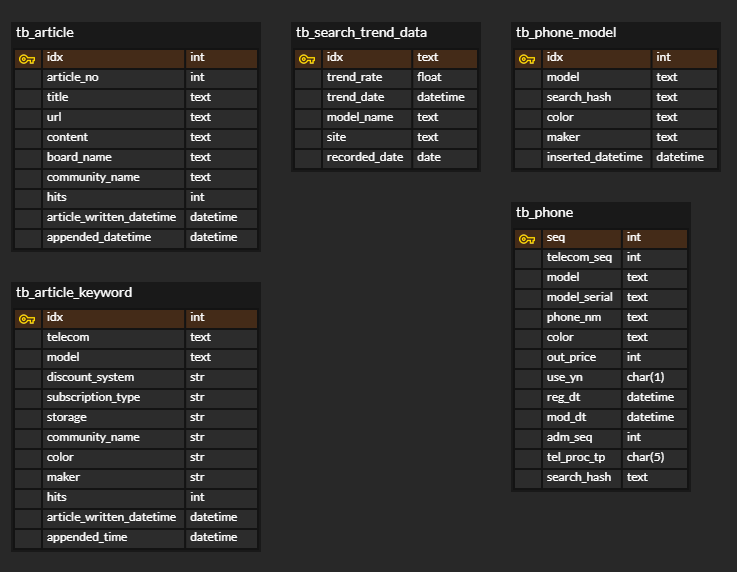 tb_article
idx int
article_no int
title text
url text
content text
board_name text
community_name text
hits int
article_written_datetime datetime
appended_datetime datetime
tb_search_trend_data
idx text
trend_rate float
trend_date datetime
model_name text
site text
recorded_date date
tb_phone_model
idx int
model text
search_hash text
color text
maker text
inserted_datetime datetime
tb_phone
seq int
telecom_seq int
model text
model_serial text
phone_nm text
color text
out_price int
use_yn char(1)
reg_dt datetime
mod_dt datetime
adm_seq int
tel_proc_tp char(5)
search_hash text
tb_article_keyword
idx int
telecom text
model text
discount_system str
subscription_type str
storage str
community_name str
color str
maker str
hits int
article_written_datetime datetime
appended_time datetime